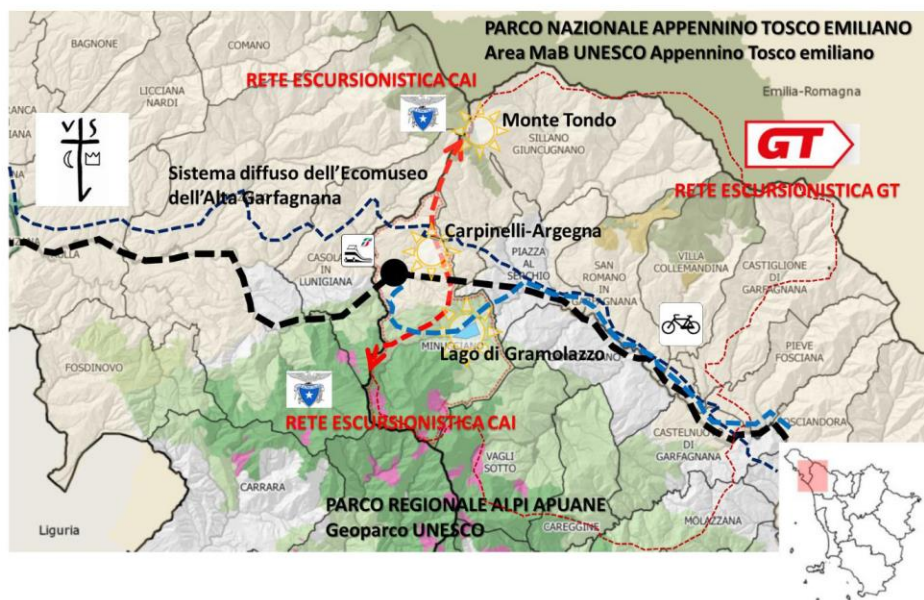 PARCO NAZIONALE APPENNINO TOSCO EMILIANO
Area MaB UNESCO Appennino Tosco emiliano
BAGNONE
COMANO
RETE ESCURSIONISTICA CAI
LICCIANA
NARDI
Emilia-Romagna
Monte Tondo
SILLANO
GIUNCUGNANO
V S
GT
RETE ESCURSIONISTICA GT
Sistema diffuso dell’Ecomuseo
dell’Alta Garfagnana
Carpinelli-Argegna
CASOLA
IN
LUNIGIANA
PIAZZA
AL
SERCHIO
SAN
ROMANO IN
VILLA
COLLEMANDINA
CASTIGLIONE
DI
GARFAGNANA
MINUCCIANO
Lago di Gramolazzo
PIEVE
FOSCIANA
FOSDINOVO
RETE ESCURSIONISTICA CAI
CASTELNUO
DI
GARFAGNANA
OSCIANDORA
VAGLI
SOTTO
CARRARA
PARCO REGIONALE ALPI APUANE
Geoparco UNESCO
CAREGGINE
MOLAZZANA
Liguria